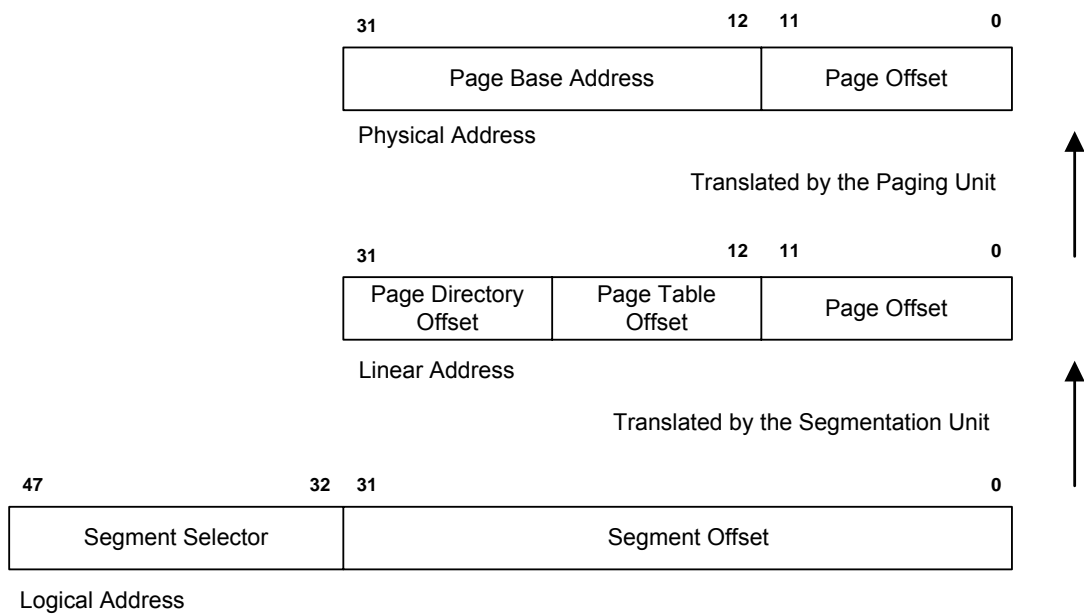 31 12 11 0
Page Base Address Page Offset
Physical Address
Translated by the Paging Unit
31 12 11 0
Page Directory Offset Page Table Offset Page Offset
Linear Address
Translated by the Segmentation Unit
47 32 31 0
Segment Selector Segment Offset
Logical Address